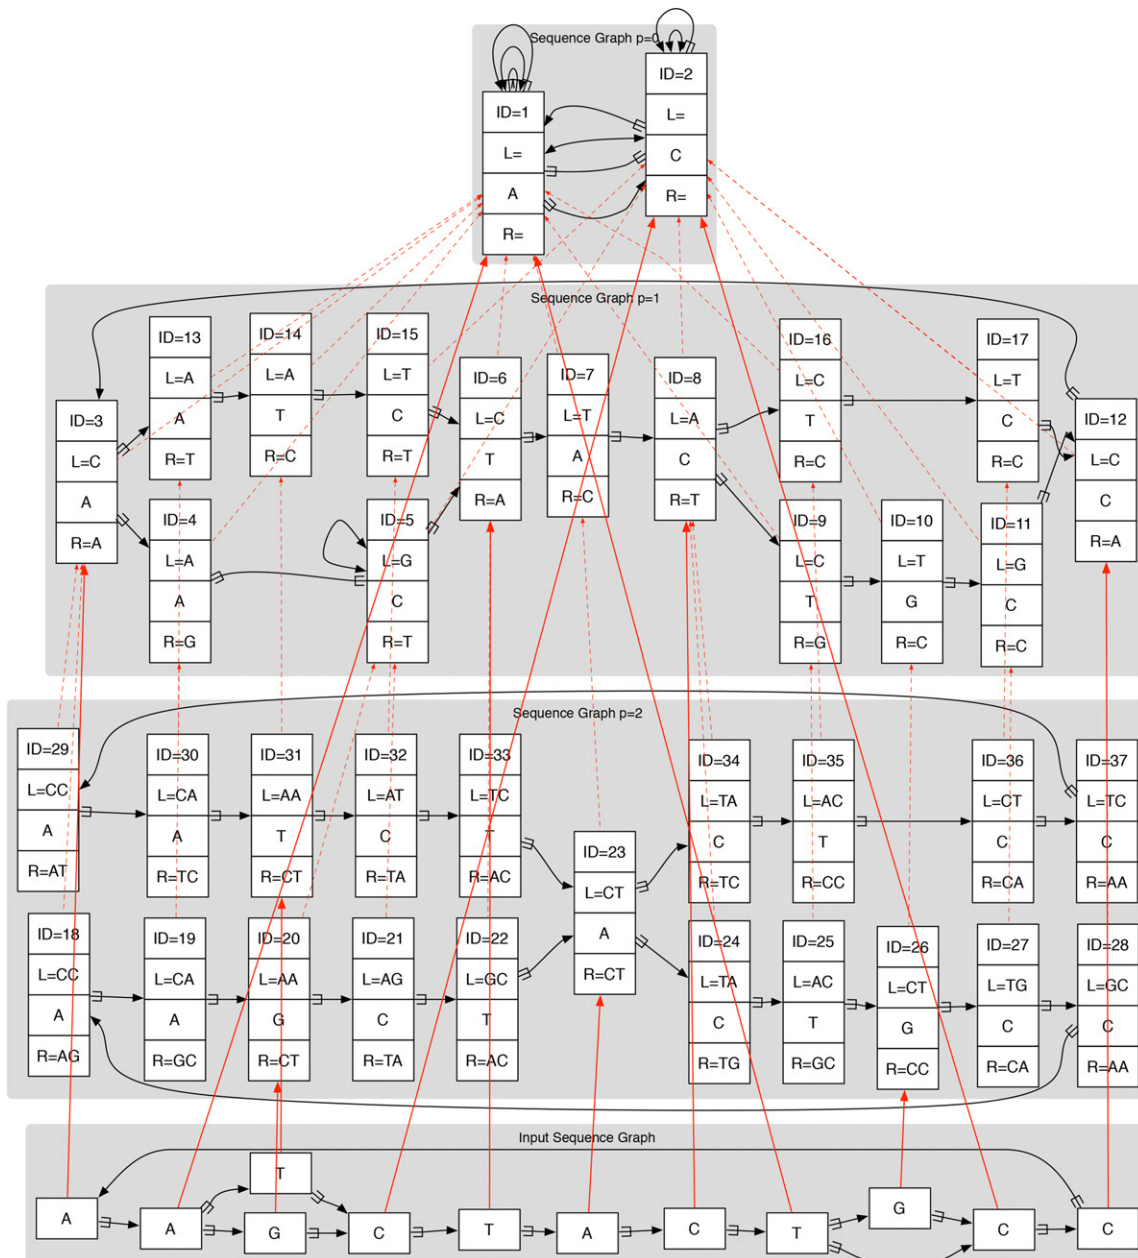 Sequence Graph p=0
ID=1
L=
A
R=
ID=2
L=
C
R=
Sequence Graph p=1
ID=3
L=C
A
R=A
ID=13
L=A
A
R=T
ID=14
L=A
T
R=C
ID=15
L=T
C
R=T
ID=4
L=A
A
R=G
ID=5
L=G
C
R=T
ID=6
L=C
T
R=A
ID=7
L=T
A
R=C
ID=8
L=A
C
R=T
ID=16
L=C
T
R=C
ID=17
L=T
C
R=C
ID=9
L=C
T
R=G
ID=10
L=T
G
R=C
ID=11
L=G
C
R=C
ID=12
L=C
C
R=A
Sequence Graph p=2
ID=29
L=CC
A
R=AT
ID=30
L=CA
A
R=TC
ID=31
L=AA
T
R=CT
ID=32
L=AT
C
R=TA
ID=33
L=TC
T
R=AC
ID=34
L=TA
C
R=TC
ID=35
L=AC
T
R=CC
ID=36
L=CT
C
R=CA
ID=37
L=TC
C
R=AA
ID=18
L=CC
A
R=AG
ID=19
L=CA
A
R=GC
ID=20
L=AA
G
R=CT
ID=21
L=AG
C
R=TA
ID=22
L=GC
T
R=AC
ID=23
L=CT
A
R=CT
ID=24
L=TA
C
R=TG
ID=25
L=AC
T
R=GC
ID=26
L=CT
G
R=CC
ID=27
L=TG
C
R=CA
ID=28
L=GC
C
R=AA
Input Sequence Graph
T
G
A
A
G
C
T
A
C
T
C
C